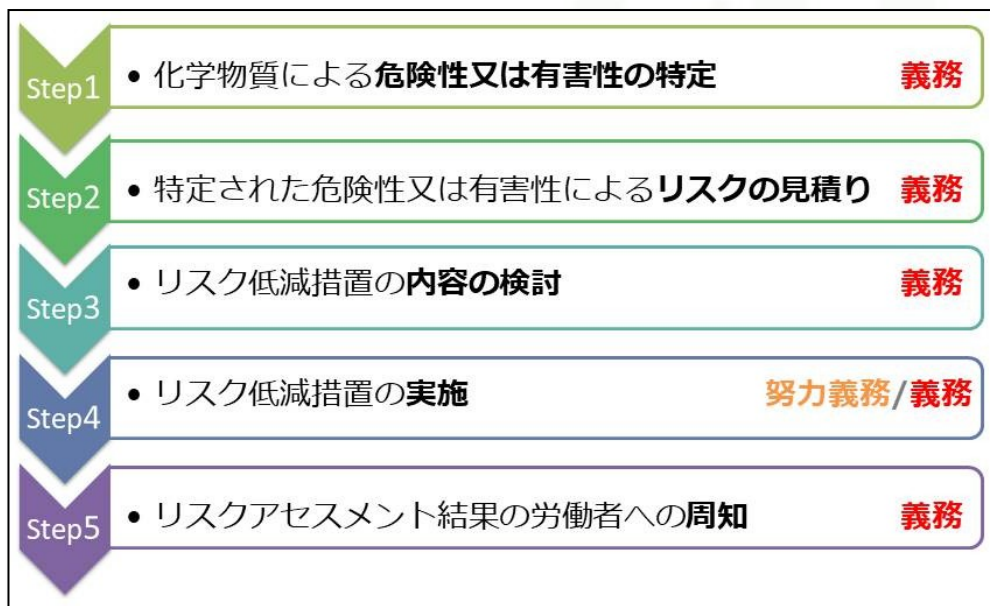 Step1
• 化学物質による危険性又は有害性の特定 義務
Step2
• 特定された危険性又は有害性によるリスクの見積り 義務
Step3
• リスク低減措置の内容の検討 義務
Step4
• リスク低減措置の実施 努力義務/義務
Step5
• リスクアセスメント結果の労働者への周知 義務